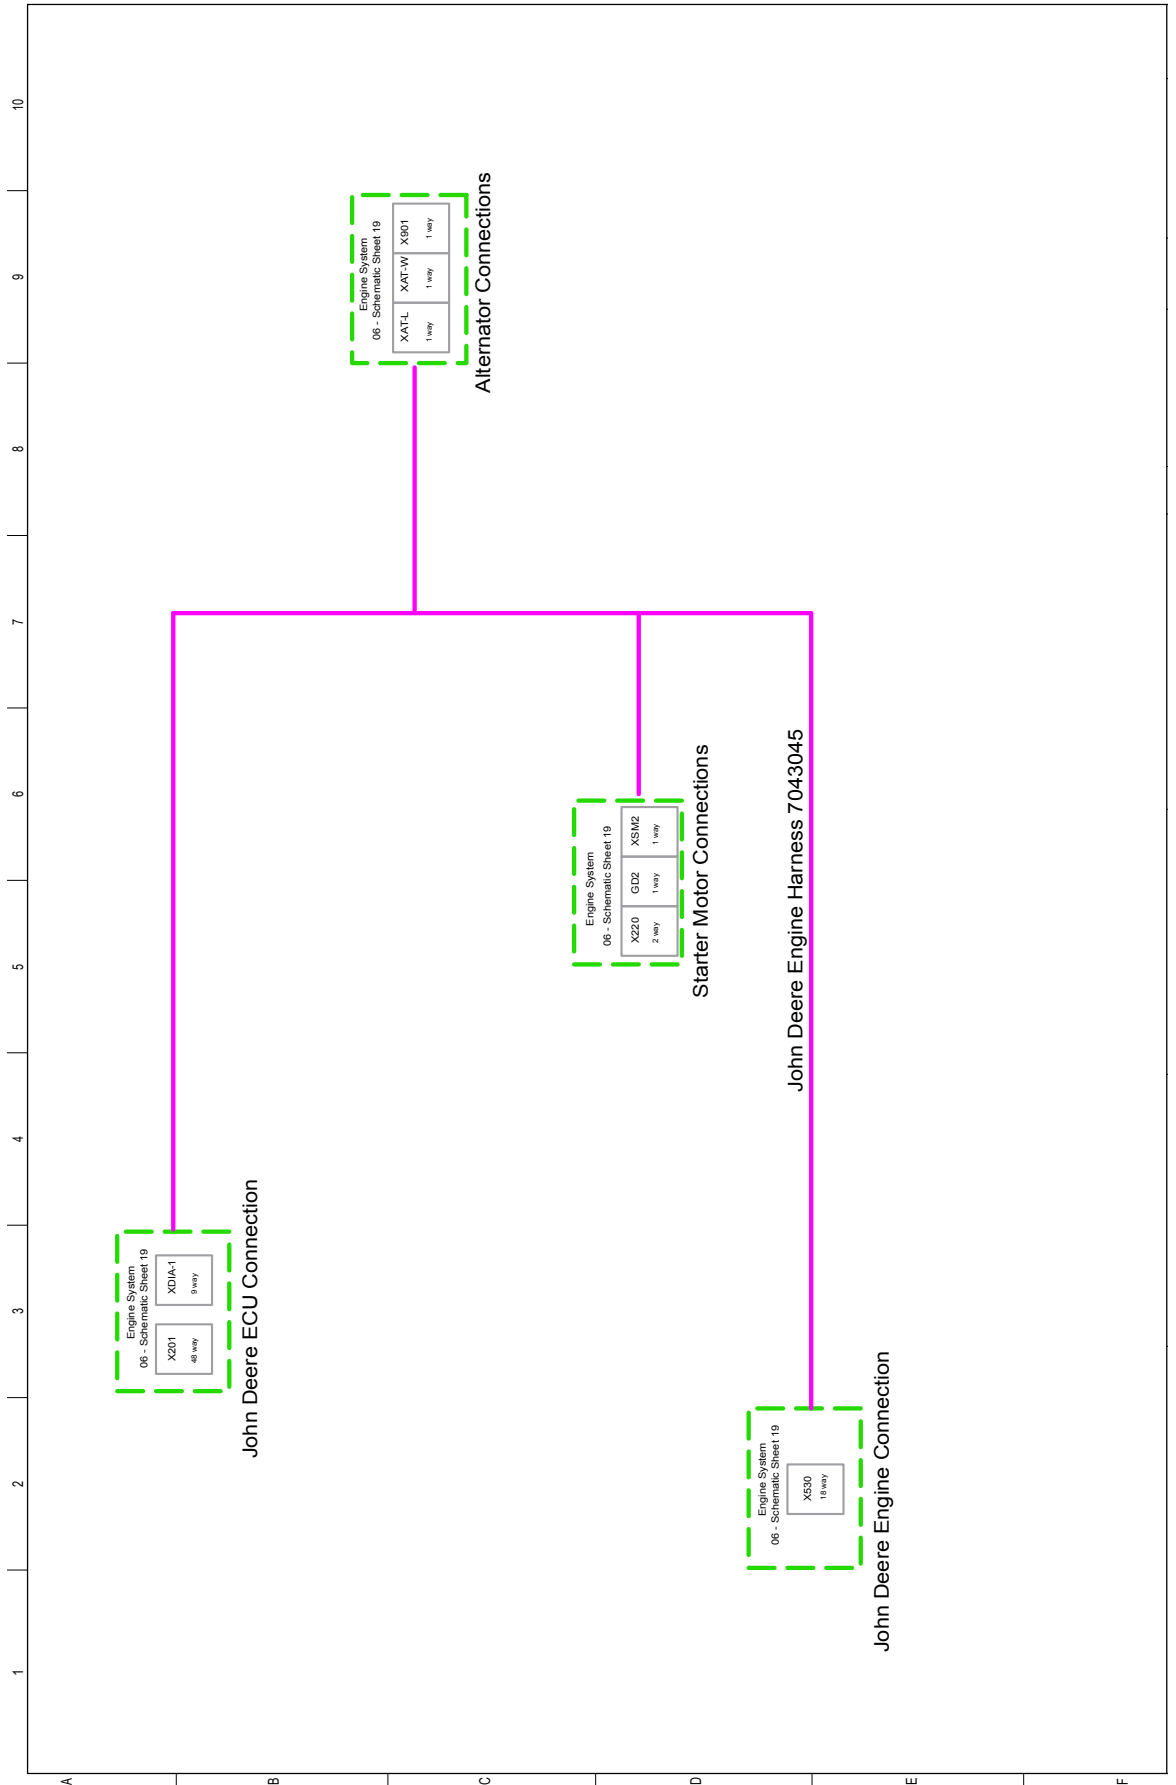 1
2
3
4
5
6
7
8
9
10
A
B
C
D
E
F
Engine System
06 - Schematic Sheet 19
X201
48 way
XDIA-1
9 way
John Deere ECU Connection
Engine System
06 - Schematic Sheet 19
XAT-L
1 way
XAT-W
1 way
X901
1 way
Alternator Connections
Engine System
06 - Schematic Sheet 19
X220
2 way
GD2
1 way
XSM2
1 way
Starter Motor Connections
John Deere Engine Harness 7043045
Engine System
06 - Schematic Sheet 19
X530
18 way
John Deere Engine Connection